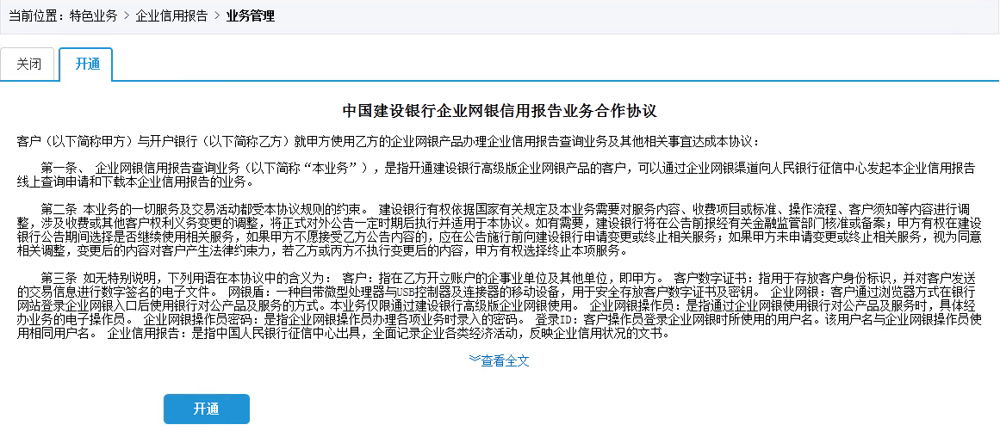 当前位置：特色业务 > 企业信用报告 > 业务管理
关闭 开通
中国建设银行企业网银信用报告业务合作协议
客户（以下简称甲方）与开户银行（以下简称乙方）就甲方使用乙方的企业网银产品办理企业信用报告查询业务及其他相关事宜达成本协议：
第一条、 企业网银信用报告查询业务（以下简称“本业务”），是指开通建设银行高级版企业网银产品的客户，可以通过企业网银渠道向人民银行征信中心发起本企业信用报告
线上查询申请和下载本企业信用报告的业务。
第二条 本业务的一切服务及交易活动都受本协议规则的约束。 建设银行有权依据国家有关规定及本业务需要对服务内容、收费项目或标准、操作流程、客户须知等内容进行调
整，涉及收费或其他客户权利义务变更的调整，将正式对外公告一定时期后执行并适用于本协议。如有需要，建设银行将在公告前报经有关金融监管部门核准或备案；甲方有权在建设
银行公告期间选择是否继续使用相关服务，如果甲方不愿接受乙方公告内容的，应在公告施行前向建设银行申请变更或终止相关服务；如果甲方未申请变更或终止相关服务，视为同意
相关调整，变更后的内容对客户产生法律约束力，若乙方或丙方不执行变更后的内容，甲方有权选择终止本项服务。
第三条 如无特别说明，下列用语在本协议中的含义为： 客户：指在乙方开立账户的企事业单位及其他单位，即甲方。 客户数字证书：指用于存放客户身份标识，并对客户发送
的交易信息进行数字签名的电子文件。 网银盾：一种自带微型处理器与USB控制器及连接器的移动设备，用于安全存放客户数字证书及密钥。 企业网银：客户通过浏览器方式在银行
网站登录企业网银入口后使用银行对公产品及服务的方式。本业务仅限通过建设银行高级版企业网银使用。 企业网银操作员：是指通过企业网银使用银行对公产品及服务时，具体经
办业务的电子操作员。 企业网银操作员密码：是指企业网银操作员办理各项业务时录入的密码。 登录ID：客户操作员登录企业网银时所使用的用户名。该用户名与企业网银操作员使
用相同用户名。 企业信用报告：是指中国人民银行征信中心出具，全面记录企业各类经济活动，反映企业信用状况的文书。
查看全文
开通